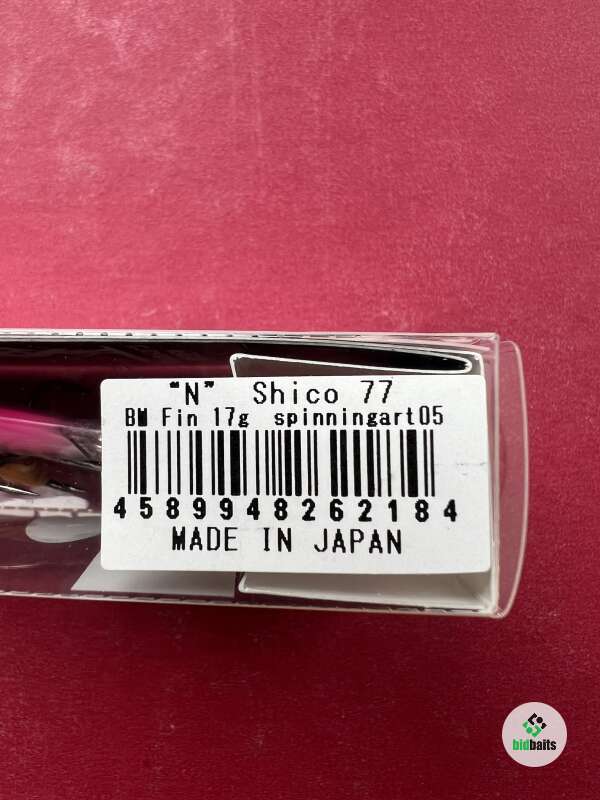 “N” Shico 77
BW Fin 17g spinningart05
4589948262184
MADE IN JAPAN
bidbaits